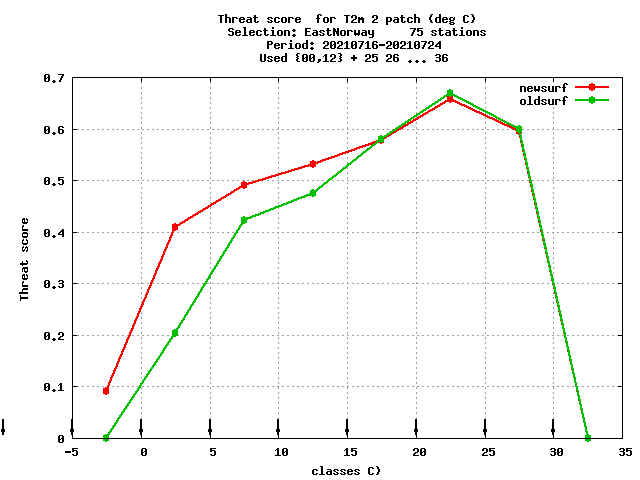 Threat score  for T2m 2 patch (deg C)
Selection: EastNorway     75 stations
Period: 20210716-20210724
Used {00,12} + 25 26 ... 36
newsurf
oldsurf
0.7
0.6
0.5
0.4
0.3
0.2
0.1
0
Threat score
-5 0 5 10 15 20 25 30 35
classes C)